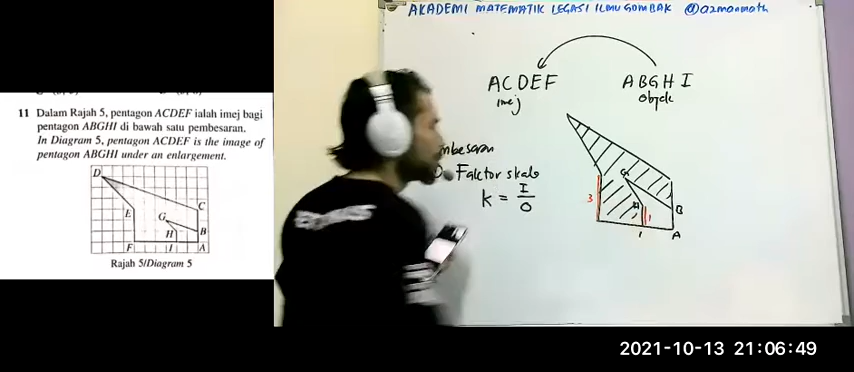 AKADEMI MATEMATIK LEGASI ILMU GOMBAK @azmanmath
11 Dalam Rajah 5, pentagon ACDEF ialah imej bagi
pentagon ABGHI di bawah satu pembesaran.
In Diagram 5, pentagon ACDEF is the image of
pentagon ABGHI under an enlargement.
D
C
E
G
H
B
F
I
A
Rajah 5/Diagram 5
ACDEF
imej
ABGHI
objek
mbesaran
Faktor skala
k = I/O
3
G
H
1
B
A
I
2021-10-13 21:06:49